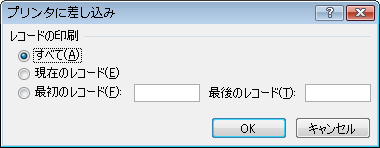 プリンタに差し込み
レコードの印刷
すべて(A)
現在のレコード(E)
最初のレコード(F): 最後のレコード(T):
OK キャンセル